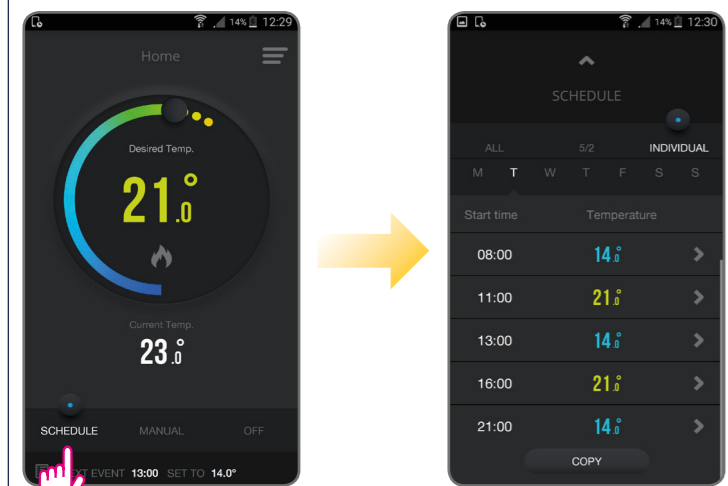 14% 12:29
Home
Desired Temp.
21.0°
Current Temp.
23.0°
SCHEDULE MANUAL OFF
EVENT 13:00 SET TO 14.0°
14% 12:30
SCHEDULE
ALL 5/2 INDIVIDUAL
M T W T F S S
Start time Temperature
08:00 14.0°
11:00 21.0°
13:00 14.0°
16:00 21.0°
21:00 14.0°
COPY